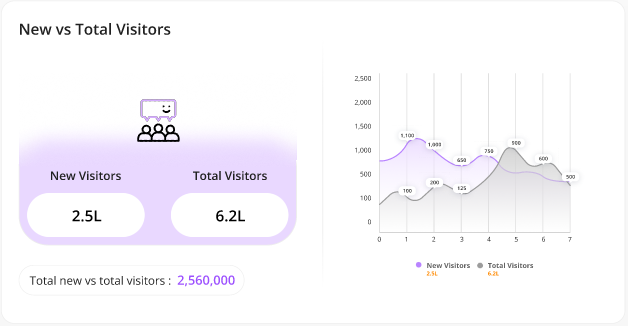 New vs Total Visitors
New Visitors
Total Visitors
2.5L
6.2L
Total new vs total visitors : 2,560,000
2,500
2,000
1,500
1,000
500
100
0
1,100
1,000
650
750
900
600
500
100
200
125
0 1 2 3 4 5 6 7
New Visitors Total Visitors
2.5L 6.2L